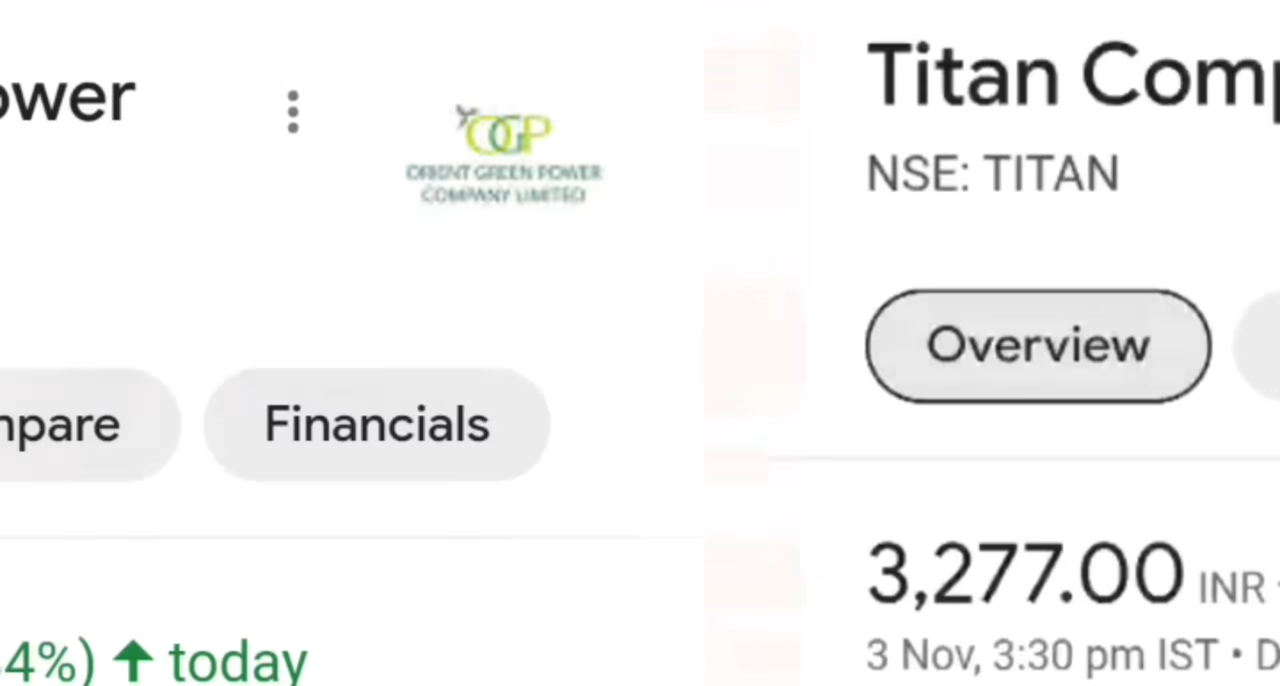 ower
OGP
ORIENT GREEN POWER
COMPANY LIMITED
mpare
Financials
4%) ↑ today
Titan Comp
NSE: TITAN
Overview
3,277.00 INR
3 Nov, 3:30 pm IST • D